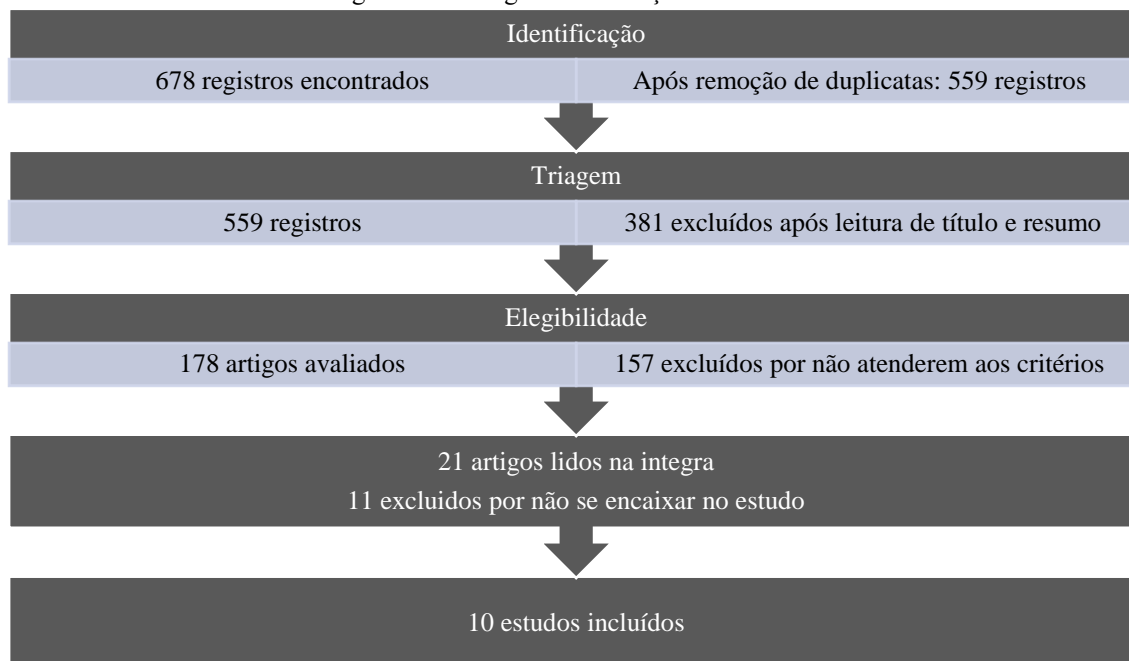 Identificação
678 registros encontrados
Após remoção de duplicatas: 559 registros
Triagem
559 registros
381 excluídos após leitura de título e resumo
Elegibilidade
178 artigos avaliados
157 excluídos por não atenderem aos critérios
21 artigos lidos na integra
11 excluidos por não se encaixar no estudo
10 estudos incluídos